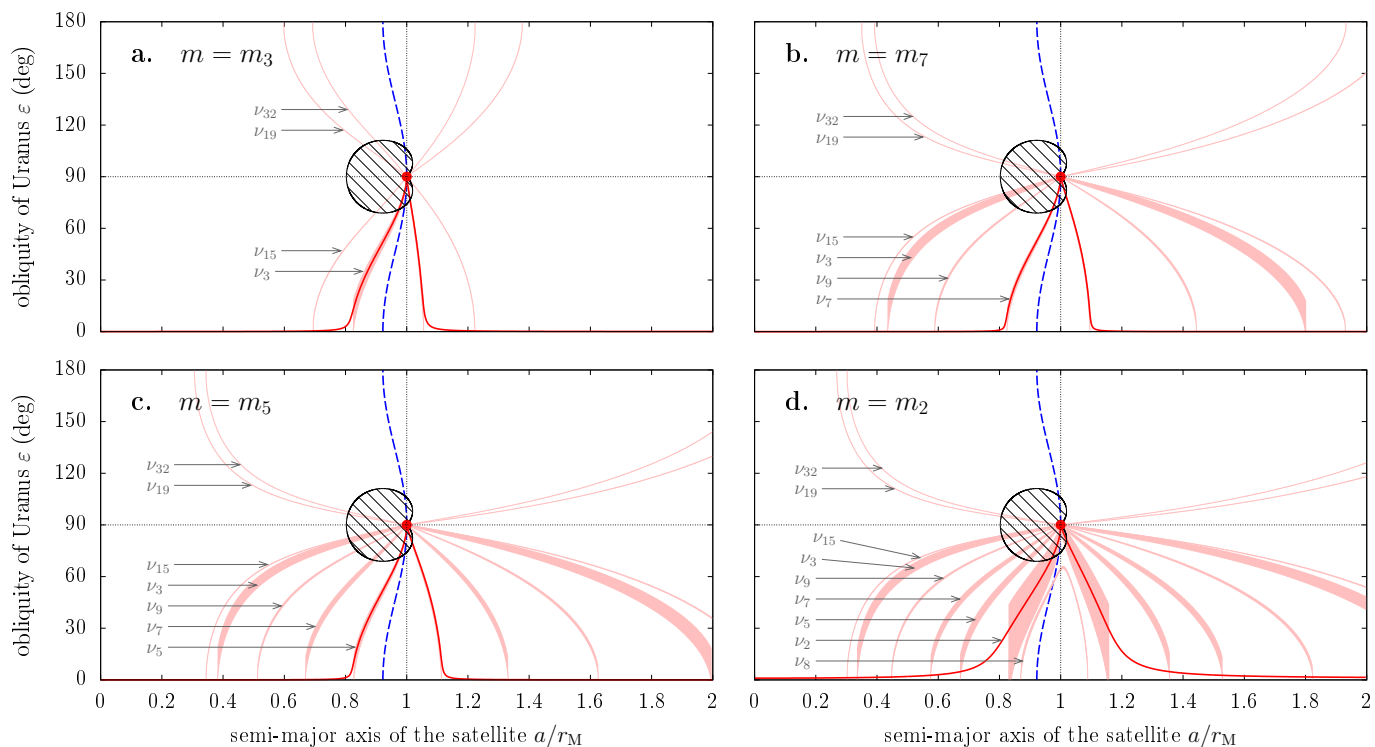 obliquity of Uranus ε (deg)
180
150
120
90
60
30
0
a. m = m₃
ν₃₂
ν₁₉
ν₁₅
ν₃
b. m = m₇
ν₃₂
ν₁₉
ν₁₅
ν₃
ν₉
ν₇
obliquity of Uranus ε (deg)
180
150
120
90
60
30
0
c. m = m₅
ν₃₂
ν₁₉
ν₁₅
ν₃
ν₉
ν₇
ν₅
0 0.2 0.4 0.6 0.8 1 1.2 1.4 1.6 1.8 2
semi-major axis of the satellite a/r_M
d. m = m₂
ν₃₂
ν₁₉
ν₁₅
ν₃
ν₉
ν₇
ν₅
ν₂
ν₈
0 0.2 0.4 0.6 0.8 1 1.2 1.4 1.6 1.8 2
semi-major axis of the satellite a/r_M